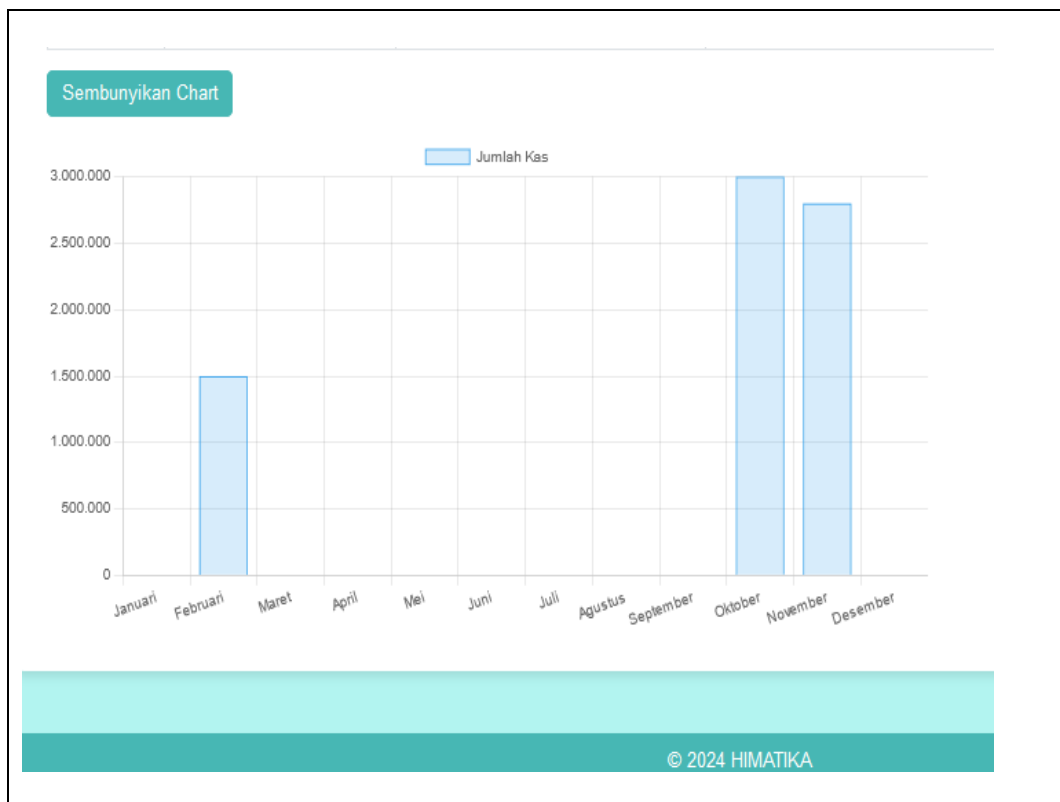 Sembunyikan Chart
Jumlah Kas
3.000.000
2.500.000
2.000.000
1.500.000
1.000.000
500.000
0
Januari Februari Maret April Mei Juni Juli Agustus September Oktober November Desember
© 2024 HIMATIKA